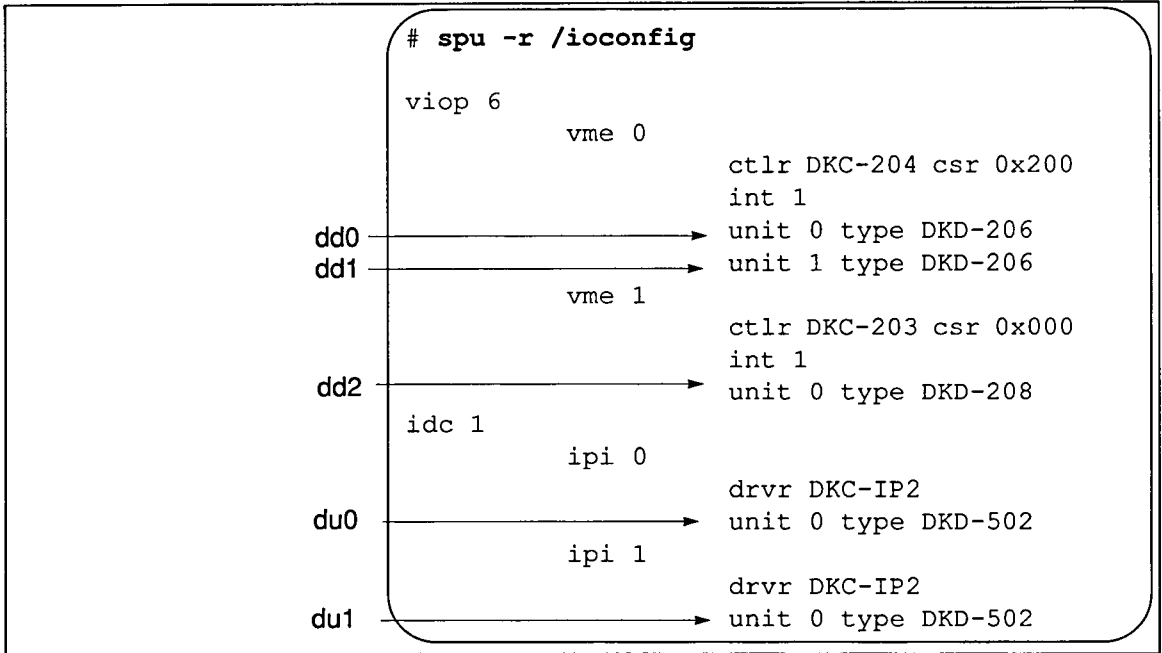 # spu -r /ioconfig
viop 6
vme 0
ctlr DKC-204 csr 0x200
int 1
dd0 unit 0 type DKD-206
dd1 unit 1 type DKD-206
vme 1
ctlr DKC-203 csr 0x000
int 1
dd2 unit 0 type DKD-208
idc 1
ipi 0
drvr DKC-IP2
du0 unit 0 type DKD-502
ipi 1
drvr DKC-IP2
du1 unit 0 type DKD-502